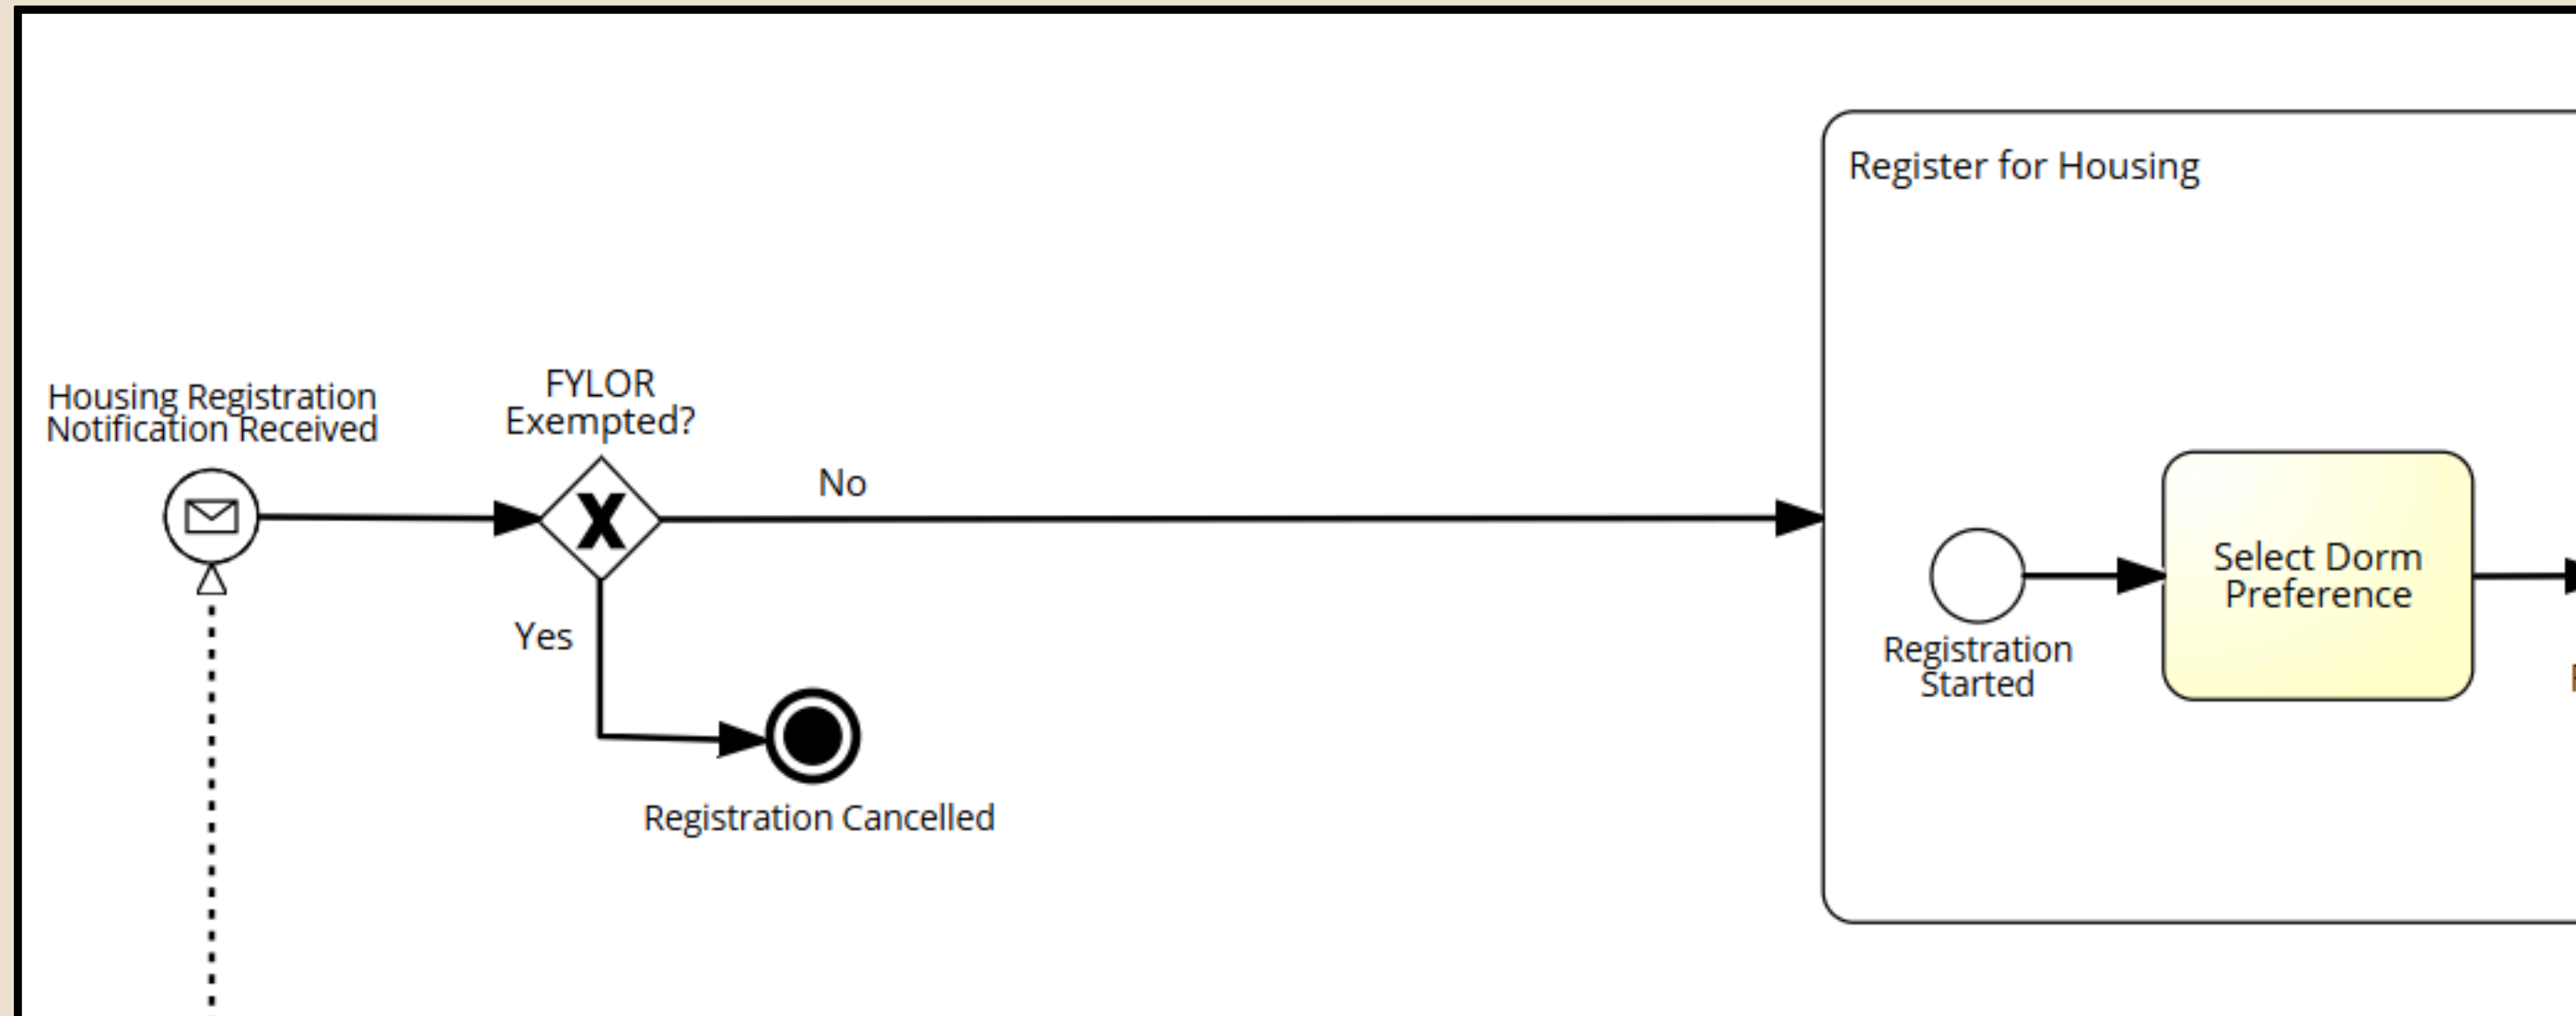 Register for Housing
Housing Registration
Notification Received
FYLOR
Exempted?
No
Yes
Registration Cancelled
Registration
Started
Select Dorm
Preference